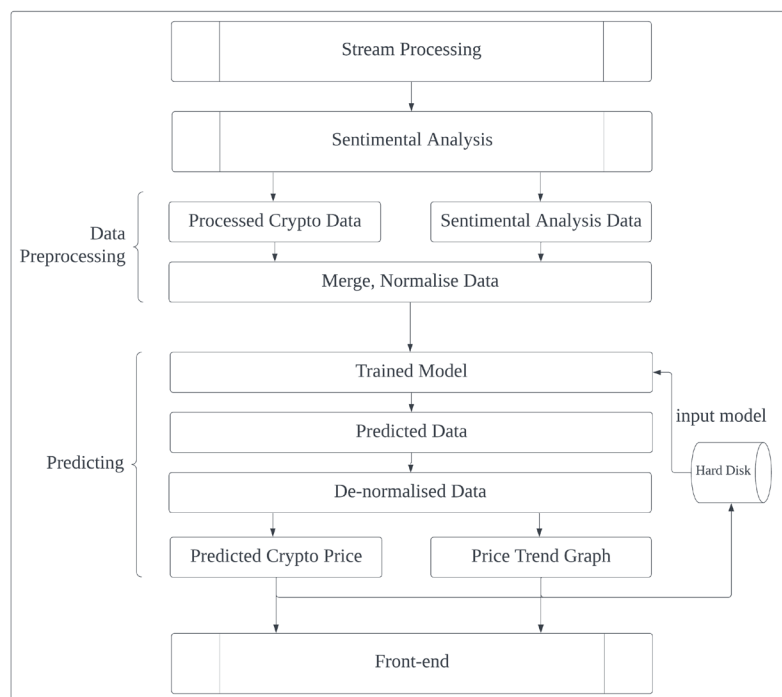 Stream Processing
Sentimental Analysis
Data
Preprocessing
Processed Crypto Data
Sentimental Analysis Data
Merge, Normalise Data
Predicting
Trained Model
input model
Predicted Data
Hard Disk
De-normalised Data
Predicted Crypto Price
Price Trend Graph
Front-end